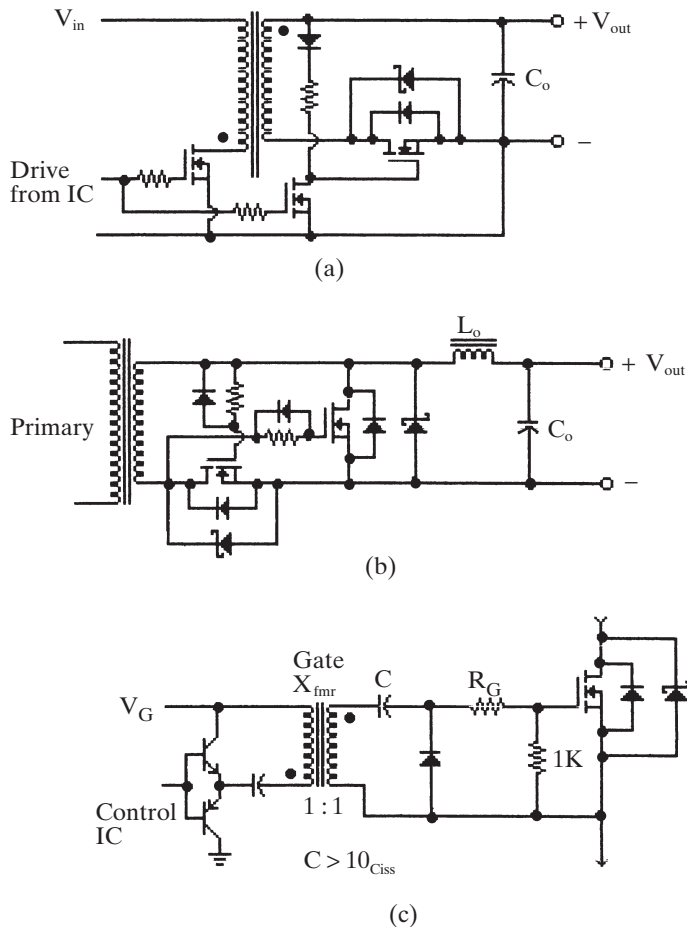 V_in
+ V_out
C_o
−
Drive
from IC
(a)
L_o
+ V_out
Primary
C_o
−
(b)
Gate
X_fmr
C
R_G
V_G
1K
Control
IC
1 : 1
C > 10_Ciss
(c)